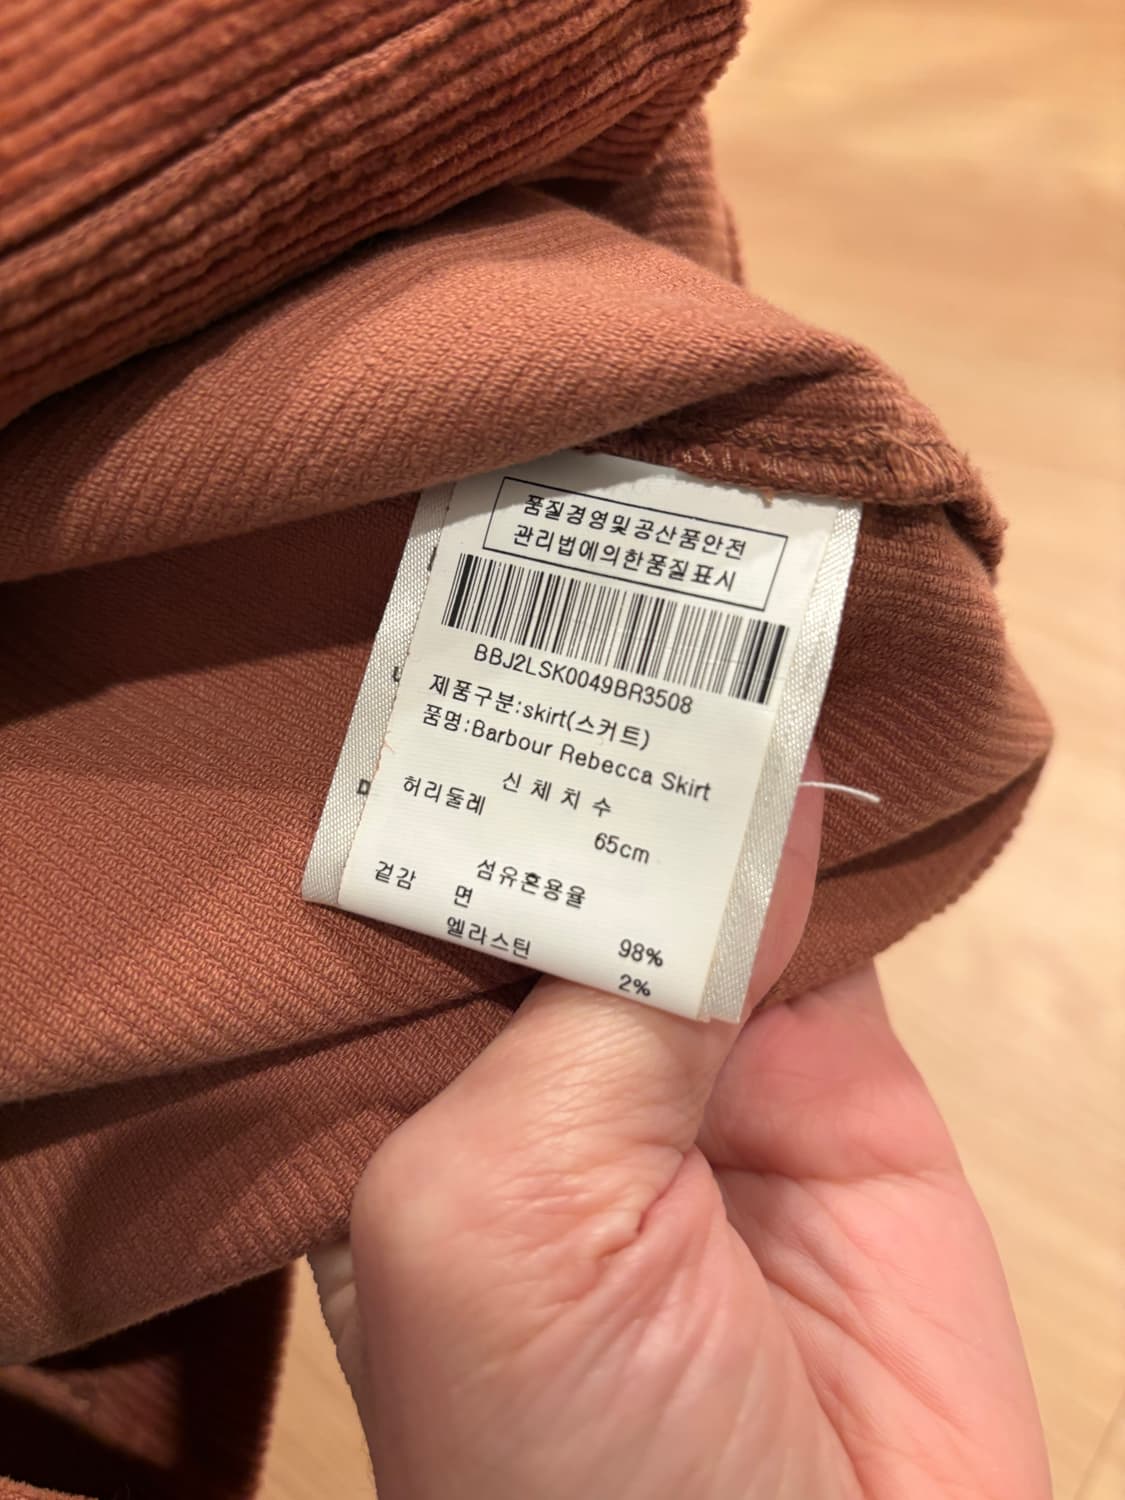 품질경영및공산품안전
관리법에의한품질표시
BBJ2LSK0049BR3508
제품구분:skirt(스커트)
품명:Barbour Rebecca Skirt
신 체 치 수
허리둘레
65cm
섬유혼용율
겉감 면 98%
엘라스틴 2%